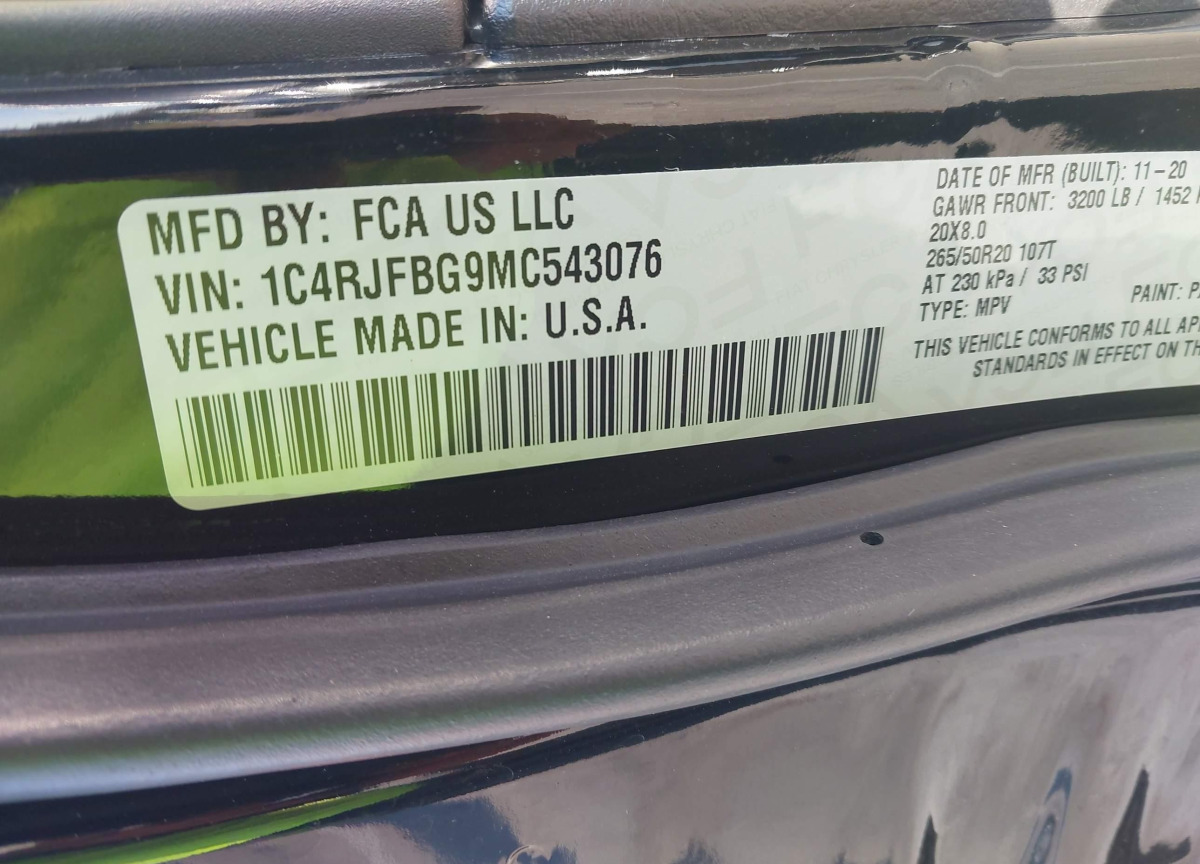 MFD BY: FCA US LLC
VIN: 1C4RJFBG9MC543076
VEHICLE MADE IN: U.S.A.
DATE OF MFR (BUILT): 11-20
GAWR FRONT: 3200 LB / 1452
20X8.0
265/50R20 107T
AT 230 kPa / 33 PSI
TYPE: MPV
PAINT:
THIS VEHICLE CONFORMS TO ALL
STANDARDS IN EFFECT ON